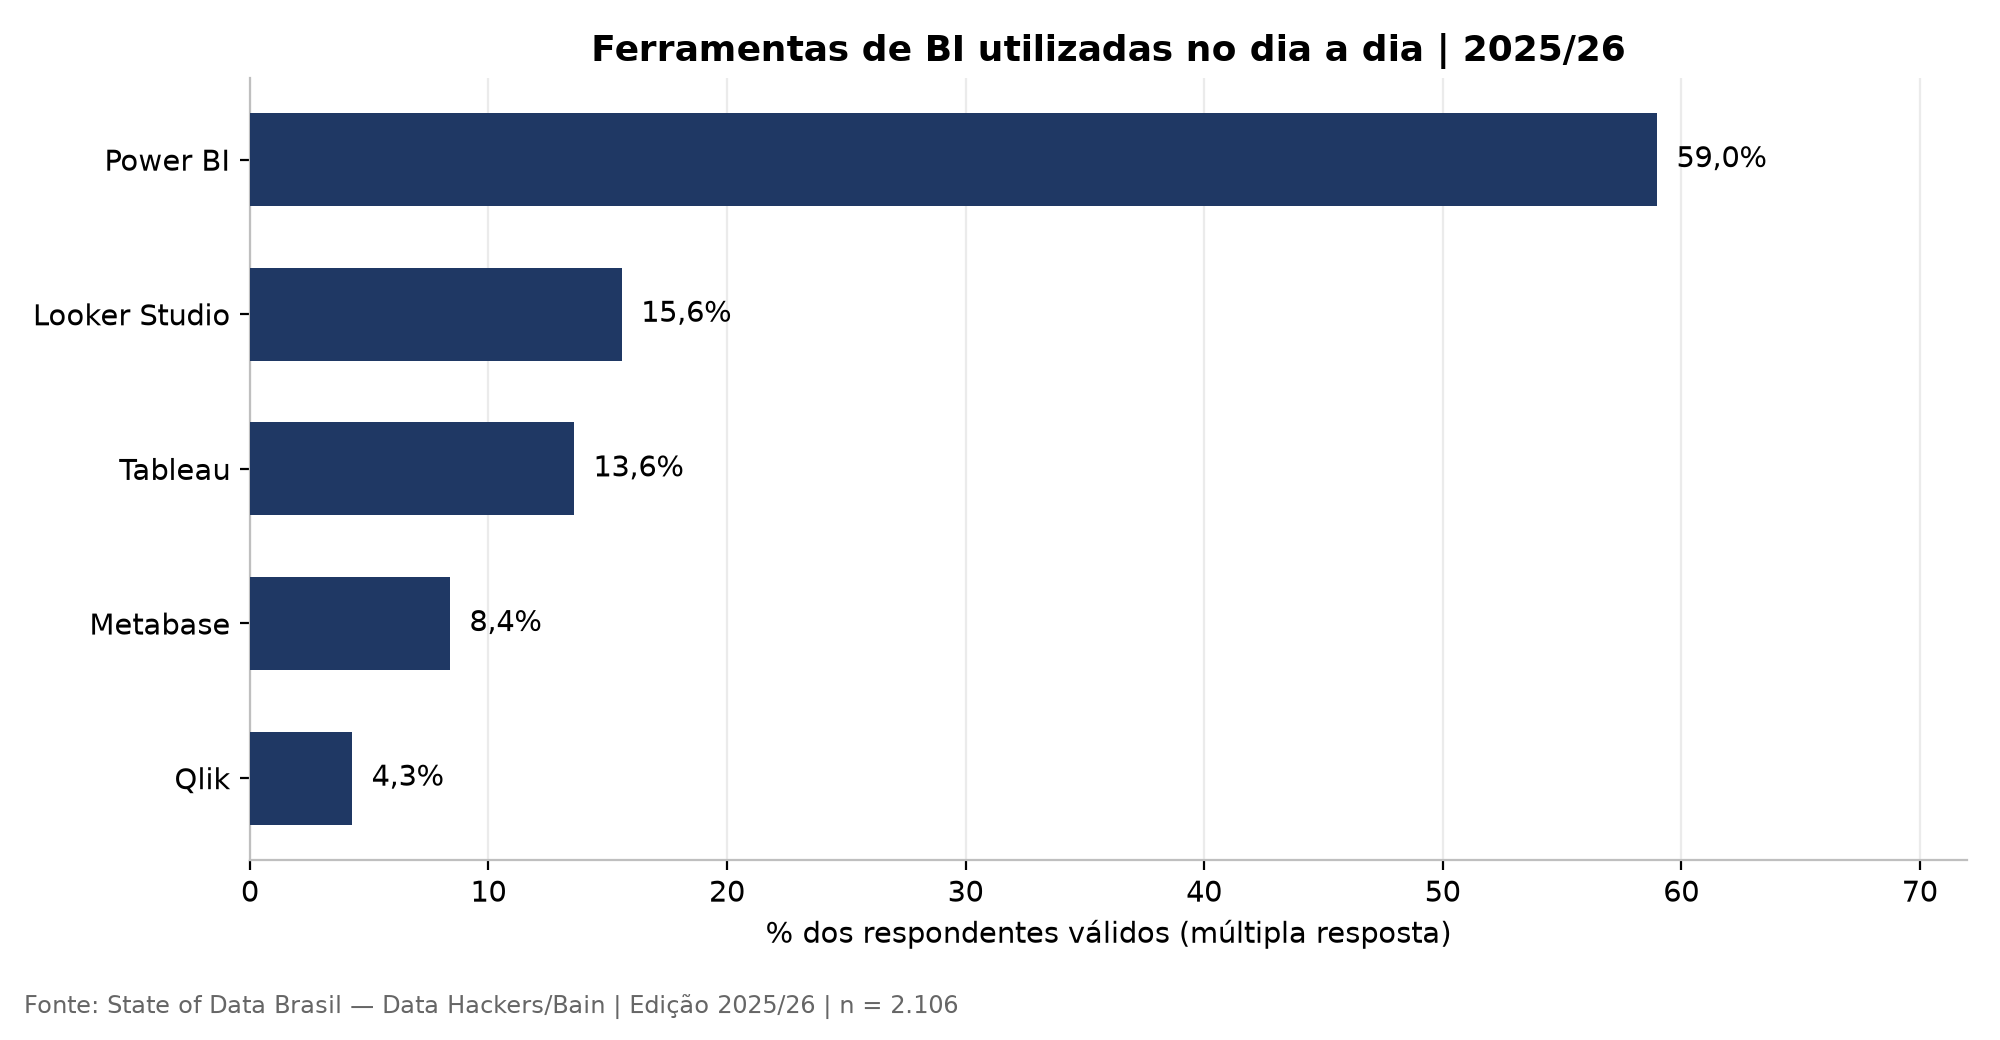 Ferramentas de BI utilizadas no dia a dia | 2025/26
Power BI 59,0%
Looker Studio 15,6%
Tableau 13,6%
Metabase 8,4%
Qlik 4,3%
0 10 20 30 40 50 60 70
% dos respondentes válidos (múltipla resposta)
Fonte: State of Data Brasil — Data Hackers/Bain | Edição 2025/26 | n = 2.106